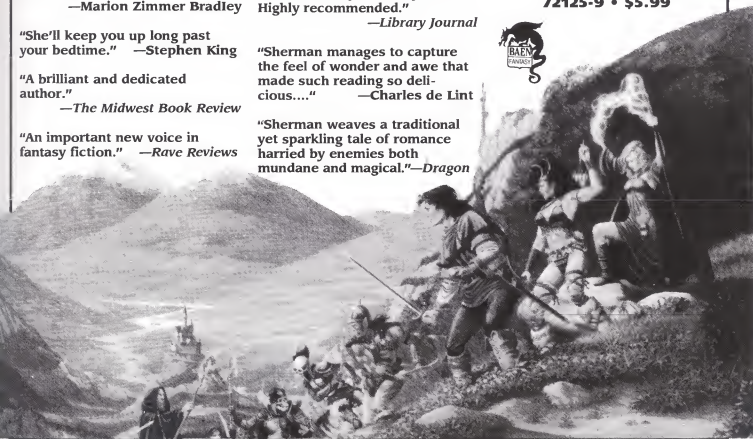 —Marion Zimmer Bradley
"She'll keep you up long past
your bedtime." —Stephen King
"A brilliant and dedicated
author."
—The Midwest Book Review
"An important new voice in
fantasy fiction." —Rave Reviews
Highly recommended."
—Library Journal
"Sherman manages to capture
the feel of wonder and awe that
made such reading so deli-
cious...." —Charles de Lint
"Sherman weaves a traditional
yet sparkling tale of romance
harried by enemies both
mundane and magical."—Dragon
72125-9 • $5.99
BAEN
FANTASY